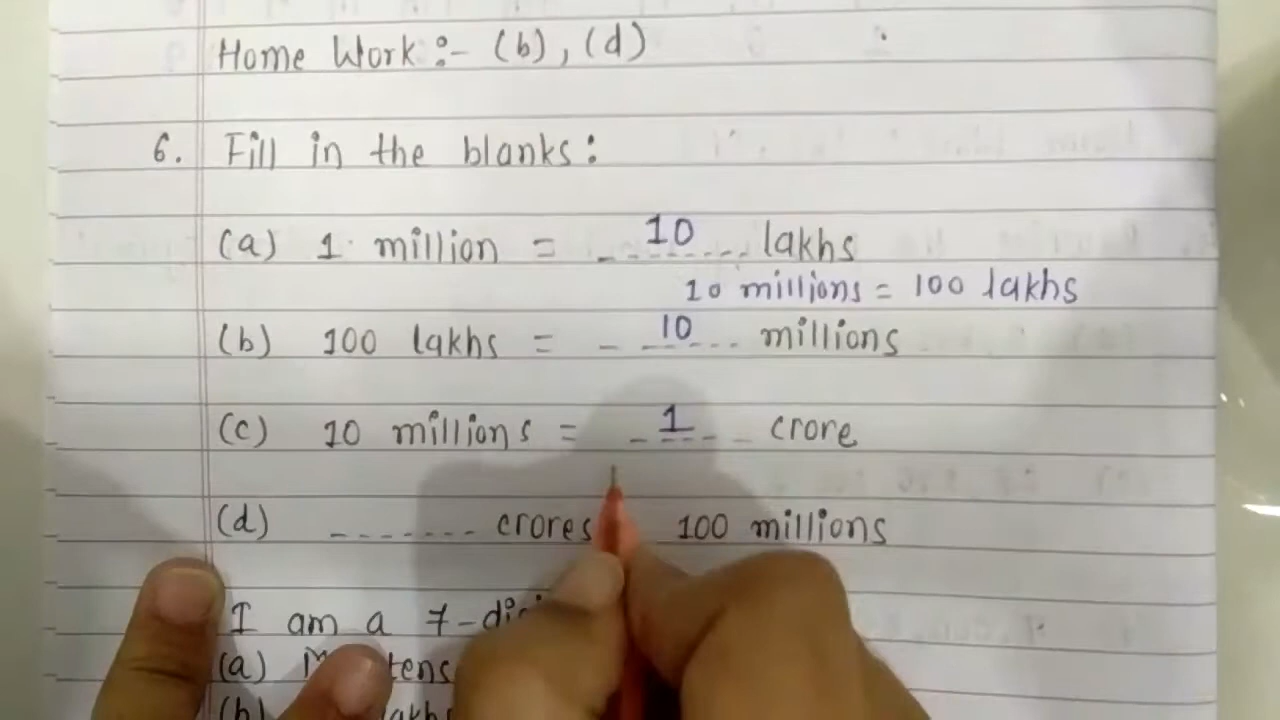 Home Work :- (b), (d)
6. Fill in the blanks:
(a) 1 million = 10 lakhs
10 millions = 100 lakhs
(b) 100 lakhs = 10 millions
(c) 10 millions = 1 crore
(d) ------- crores 100 millions
I am a 7-di
(a) tens
(b)